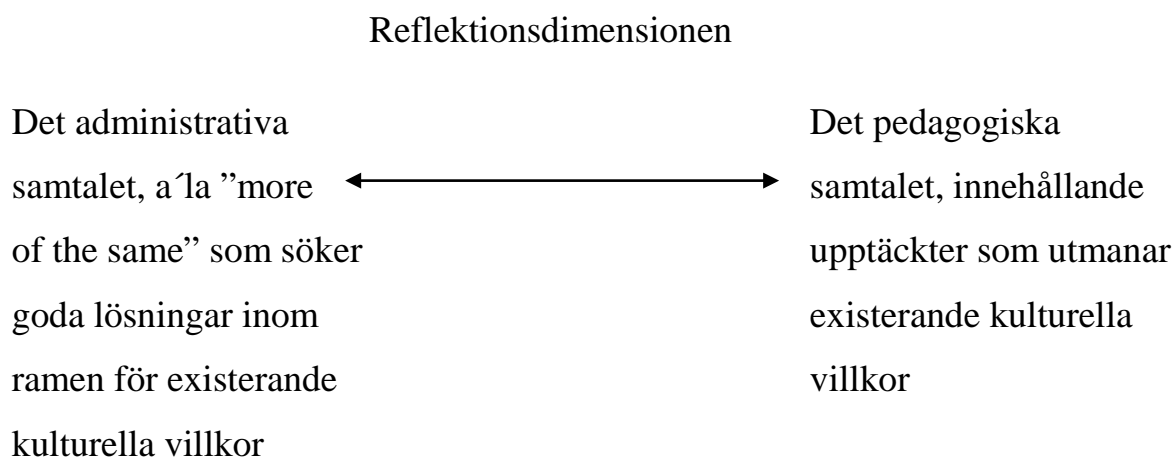 Reflektionsdimensionen
Det administrativa
samtalet, a´la ”more
of the same” som söker
goda lösningar inom
ramen för existerande
kulturella villkor
Det pedagogiska
samtalet, innehållande
upptäckter som utmanar
existerande kulturella
villkor